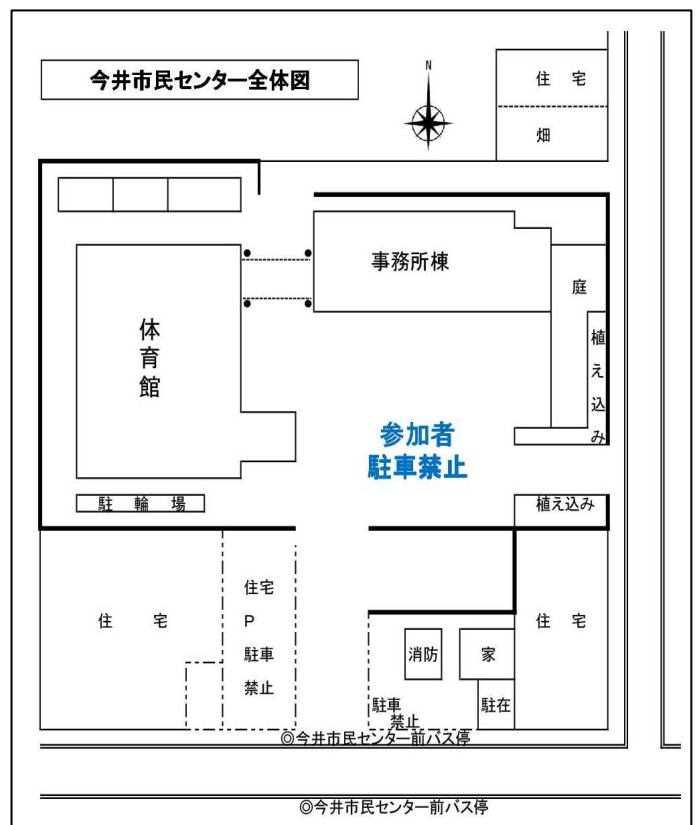 今井市民センター全体図
N
住　宅
畑
事務所棟
庭
体育館
植え込み
参加者
駐車禁止
駐　輪　場
植え込み
住　宅
住宅
P
駐車
禁止
消防
家
住　宅
駐車
禁止
駐在
◎今井市民センター前バス停
◎今井市民センター前バス停